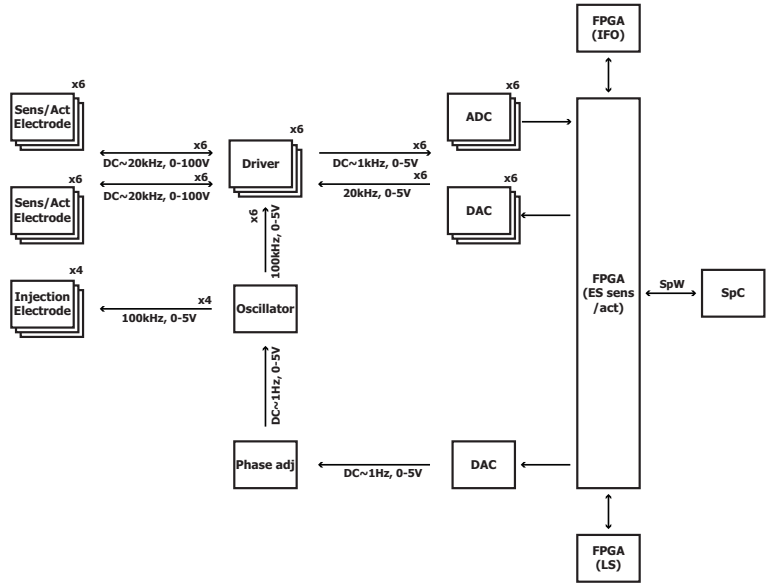 FPGA
(IFO)
x6
Sens/Act
Electrode
x6
Driver
x6
ADC
x6
DC~20kHz, 0-100V
x6
DC~1kHz, 0-5V
x6
Sens/Act
Electrode
x6
DC~20kHz, 0-100V
x6
20kHz, 0-5V
x6
DAC
x6
100kHz, 0-5V
x4
Injection
Electrode
x4
100kHz, 0-5V
Oscillator
FPGA
(ES sens
/act)
SpW
SpC
DC~1Hz, 0-5V
Phase adj
DC~1Hz, 0-5V
DAC
FPGA
(LS)